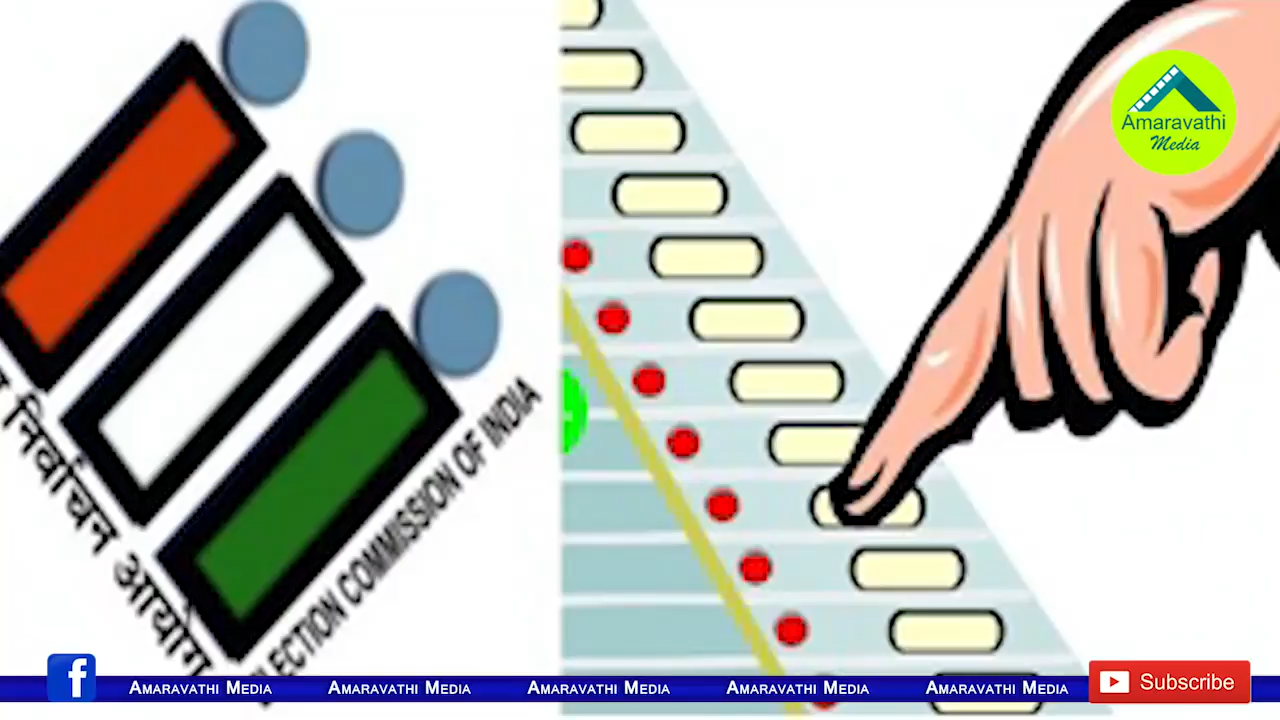 निर्वाचन आयोग
ELECTION COMMISSION OF INDIA
Amaravathi
Media
f
AMARAVATHI MEDIA AMARAVATHI MEDIA AMARAVATHI MEDIA AMARAVATHI MEDIA AMARAVATHI MEDIA
Subscribe